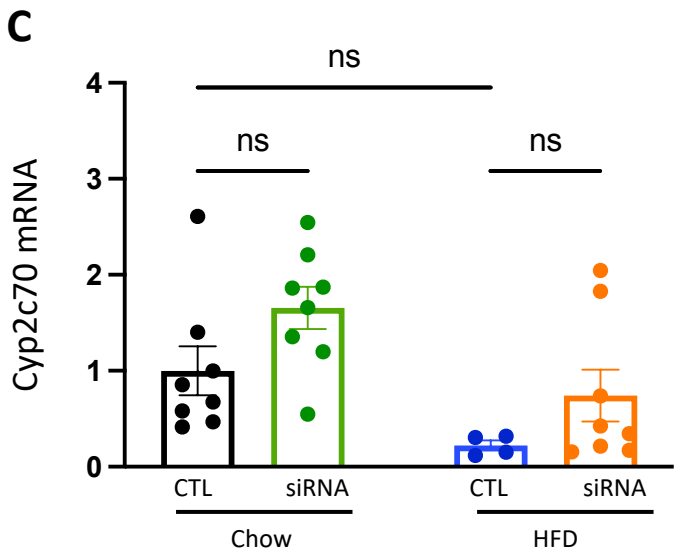 C
ns
4
ns
ns
3
2
1
0
Cyp2c70 mRNA
CTL siRNA CTL siRNA
Chow HFD